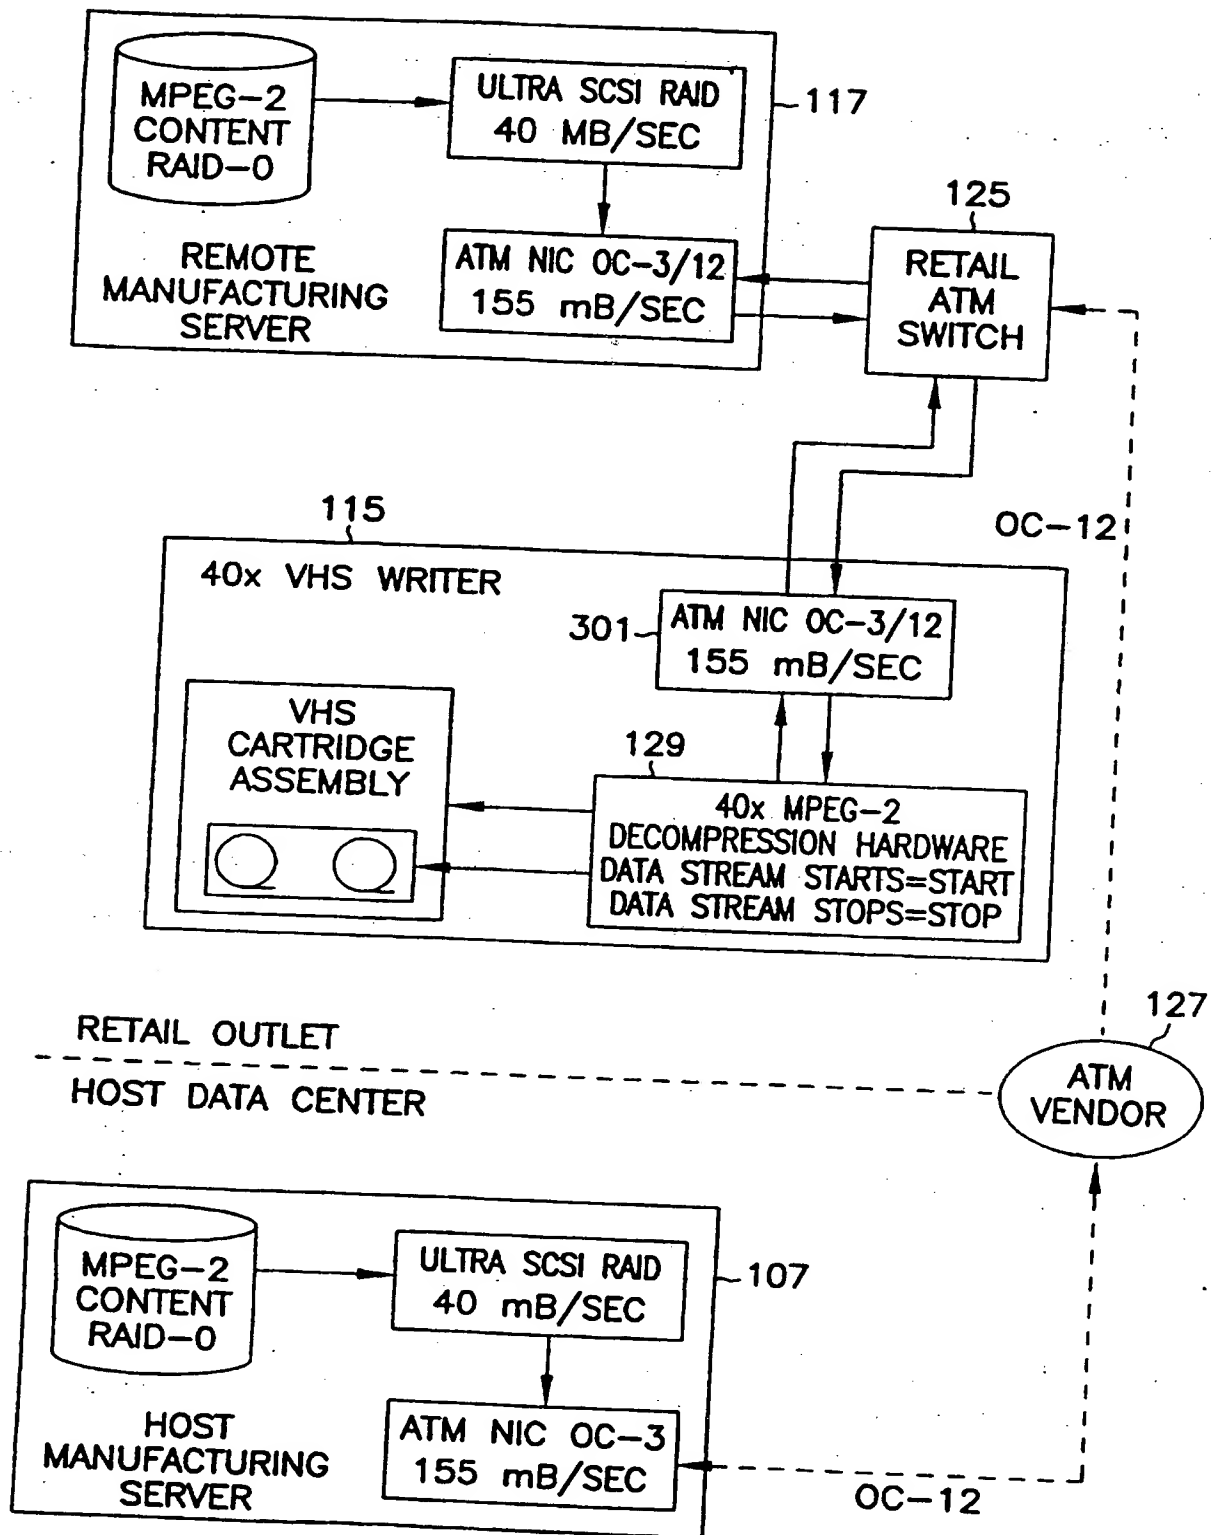 MPEG-2
CONTENT
RAID-0
ULTRA SCSI RAID
40 MB/SEC
117
REMOTE
MANUFACTURING
SERVER
ATM NIC OC-3/12
155 mB/SEC
125
RETAIL
ATM
SWITCH
OC-12
115
40x VHS WRITER
301
ATM NIC OC-3/12
155 mB/SEC
VHS
CARTRIDGE
ASSEMBLY
129
40x MPEG-2
DECOMPRESSION HARDWARE
DATA STREAM STARTS=START
DATA STREAM STOPS=STOP
RETAIL OUTLET
HOST DATA CENTER
127
ATM
VENDOR
MPEG-2
CONTENT
RAID-0
ULTRA SCSI RAID
40 mB/SEC
107
HOST
MANUFACTURING
SERVER
ATM NIC OC-3
155 mB/SEC
OC-12